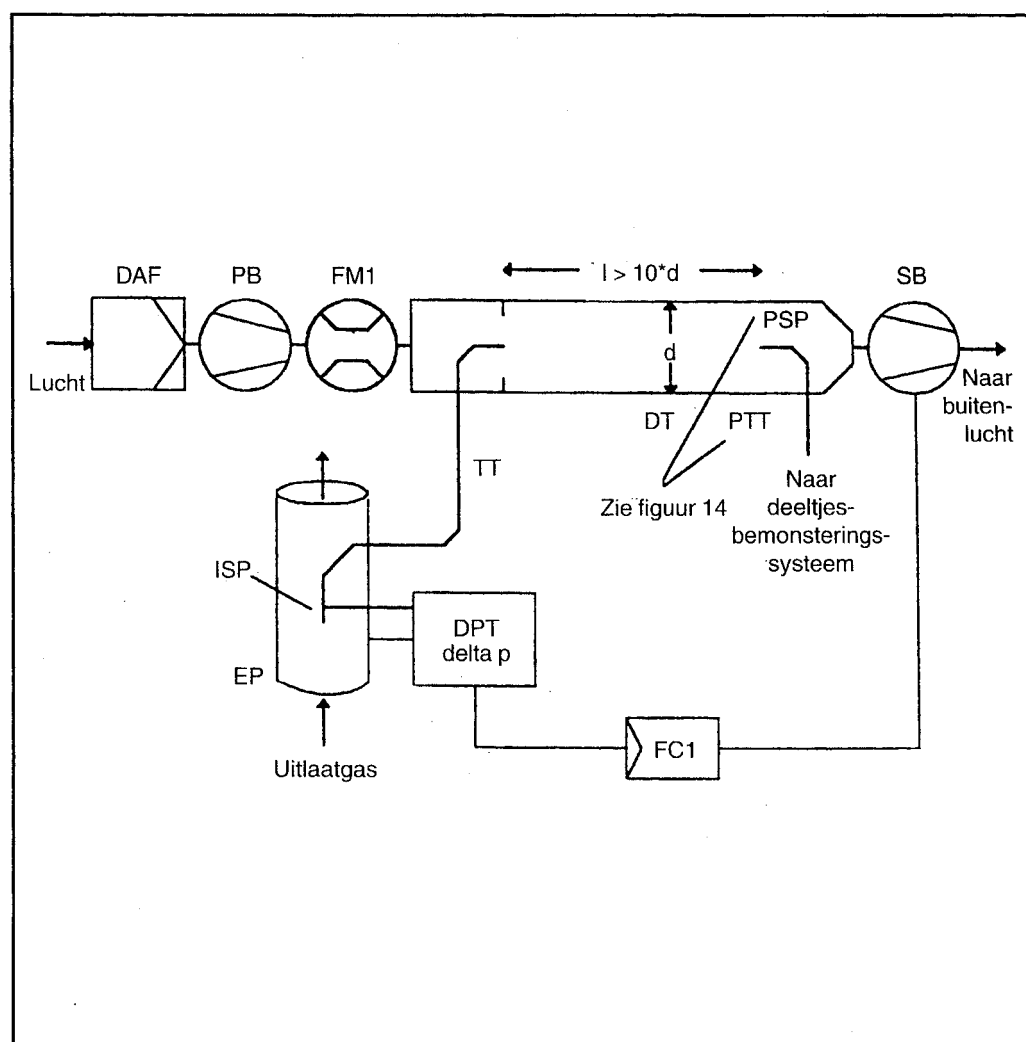 DAF
PB
FM1
l > 10*d
SB
Lucht
d
PSP
Naar
buiten-
lucht
DT
PTT
TT
Zie figuur 14
Naar
deeltjes-
bemonsterings-
systeem
ISP
DPT
delta p
EP
FC1
Uitlaatgas